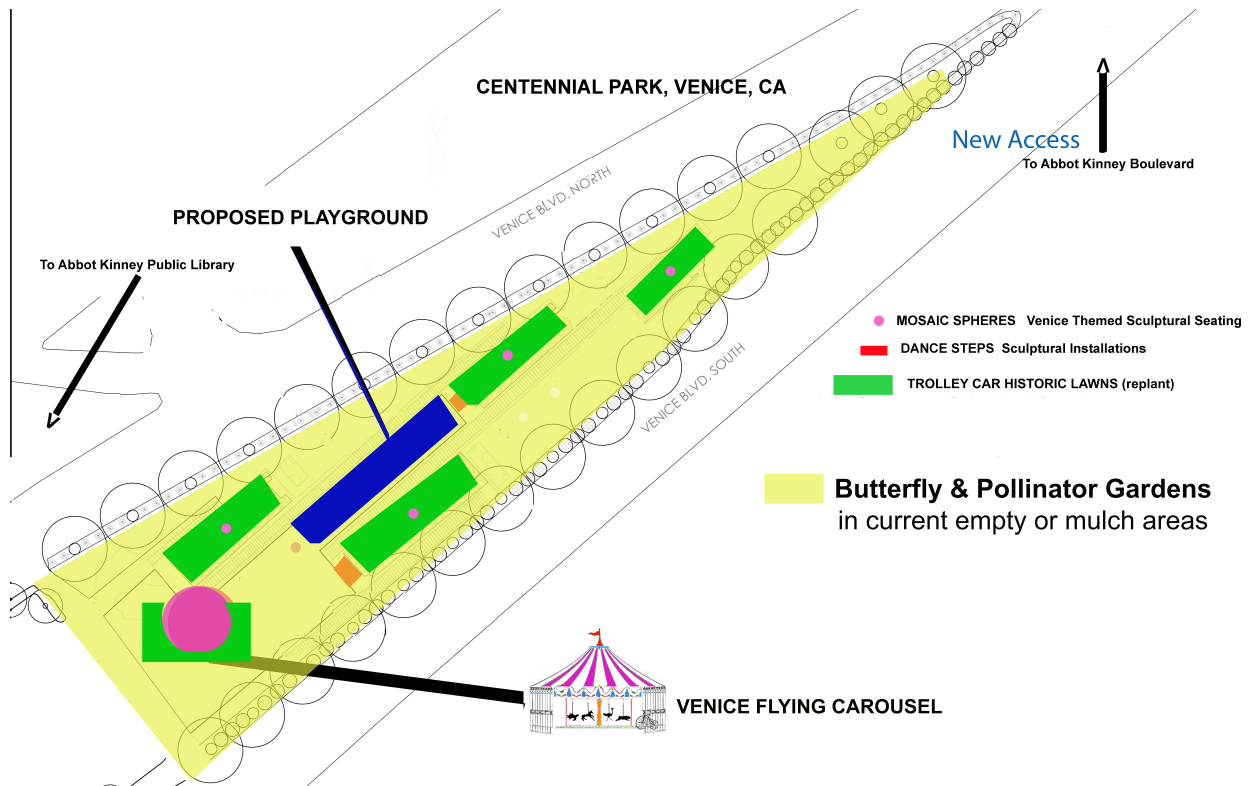 CENTENNIAL PARK, VENICE, CA
New Access
To Abbot Kinney Boulevard
VENICE BLVD. NORTH
PROPOSED PLAYGROUND
To Abbot Kinney Public Library
MOSAIC SPHERES Venice Themed Sculptural Seating
DANCE STEPS Sculptural Installations
TROLLEY CAR HISTORIC LAWNS (replant)
VENICE BLVD. SOUTH
Butterfly & Pollinator Gardens
in current empty or mulch areas
VENICE FLYING CAROUSEL